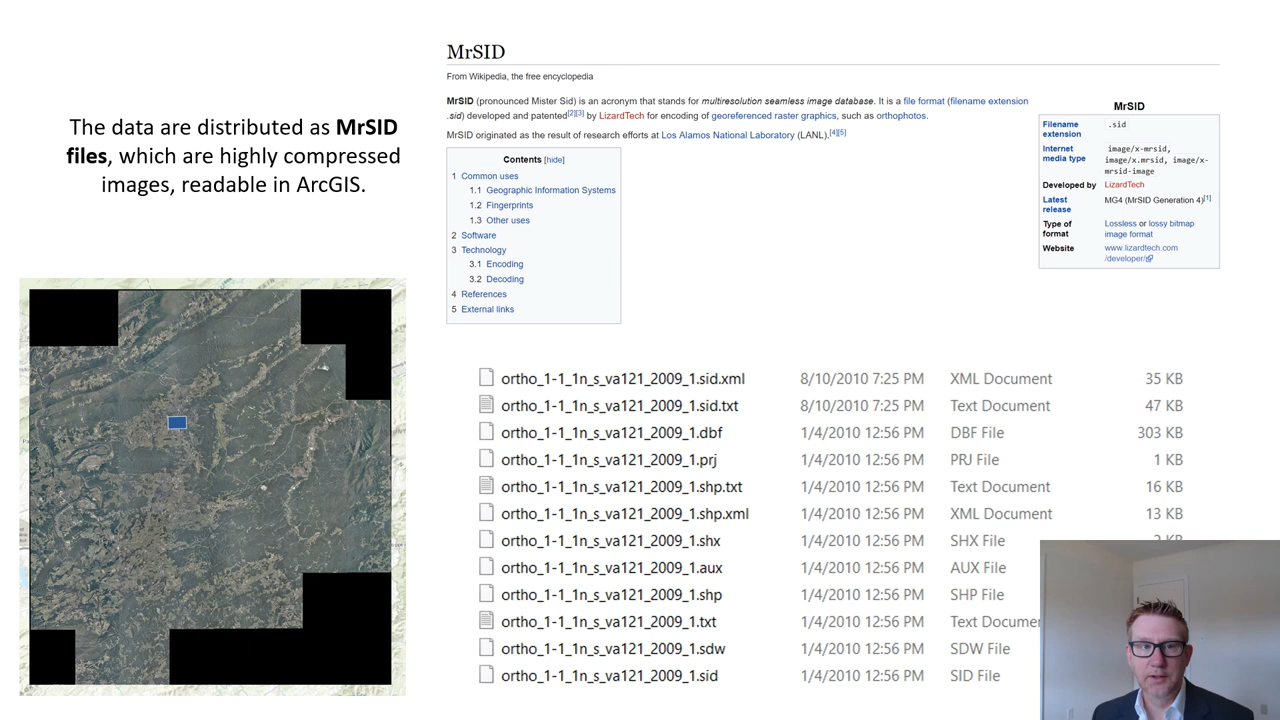 The data are distributed as MrSID
files, which are highly compressed
images, readable in ArcGIS.
MrSID
From Wikipedia, the free encyclopedia
MrSID (pronounced Mister Sid) is an acronym that stands for multiresolution seamless image database. It is a file format (filename extension
.sid) developed and patented[2][3] by LizardTech for encoding of georeferenced raster graphics, such as orthophotos.
MrSID originated as the result of research efforts at Los Alamos National Laboratory (LANL).[4][5]
Contents [hide]
1 Common uses
1.1 Geographic Information Systems
1.2 Fingerprints
1.3 Other uses
2 Software
3 Technology
3.1 Encoding
3.2 Decoding
4 References
5 External links
MrSID
Filename extension .sid
Internet media type image/x-mrsid,
image/x.mrsid, image/x-
mrsid-image
Developed by LizardTech
Latest release MG4 (MrSID Generation 4)[1]
Type of format Lossless or lossy bitmap
image format
Website www.lizardtech.com
/developer/
ortho_1-1_1n_s_va121_2009_1.sid.xml 8/10/2010 7:25 PM XML Document 35 KB
ortho_1-1_1n_s_va121_2009_1.sid.txt 8/10/2010 7:25 PM Text Document 47 KB
ortho_1-1_1n_s_va121_2009_1.dbf 1/4/2010 12:56 PM DBF File 303 KB
ortho_1-1_1n_s_va121_2009_1.prj 1/4/2010 12:56 PM PRJ File 1 KB
ortho_1-1_1n_s_va121_2009_1.shp.txt 1/4/2010 12:56 PM Text Document 16 KB
ortho_1-1_1n_s_va121_2009_1.shp.xml 1/4/2010 12:56 PM XML Document 13 KB
ortho_1-1_1n_s_va121_2009_1.shx 1/4/2010 12:56 PM SHX File
ortho_1-1_1n_s_va121_2009_1.aux 1/4/2010 12:56 PM AUX File
ortho_1-1_1n_s_va121_2009_1.shp 1/4/2010 12:56 PM SHP File
ortho_1-1_1n_s_va121_2009_1.txt 1/4/2010 12:56 PM Text
ortho_1-1_1n_s_va121_2009_1.sdw 1/4/2010 12:56 PM SDW File
ortho_1-1_1n_s_va121_2009_1.sid 1/4/2010 12:56 PM SID File